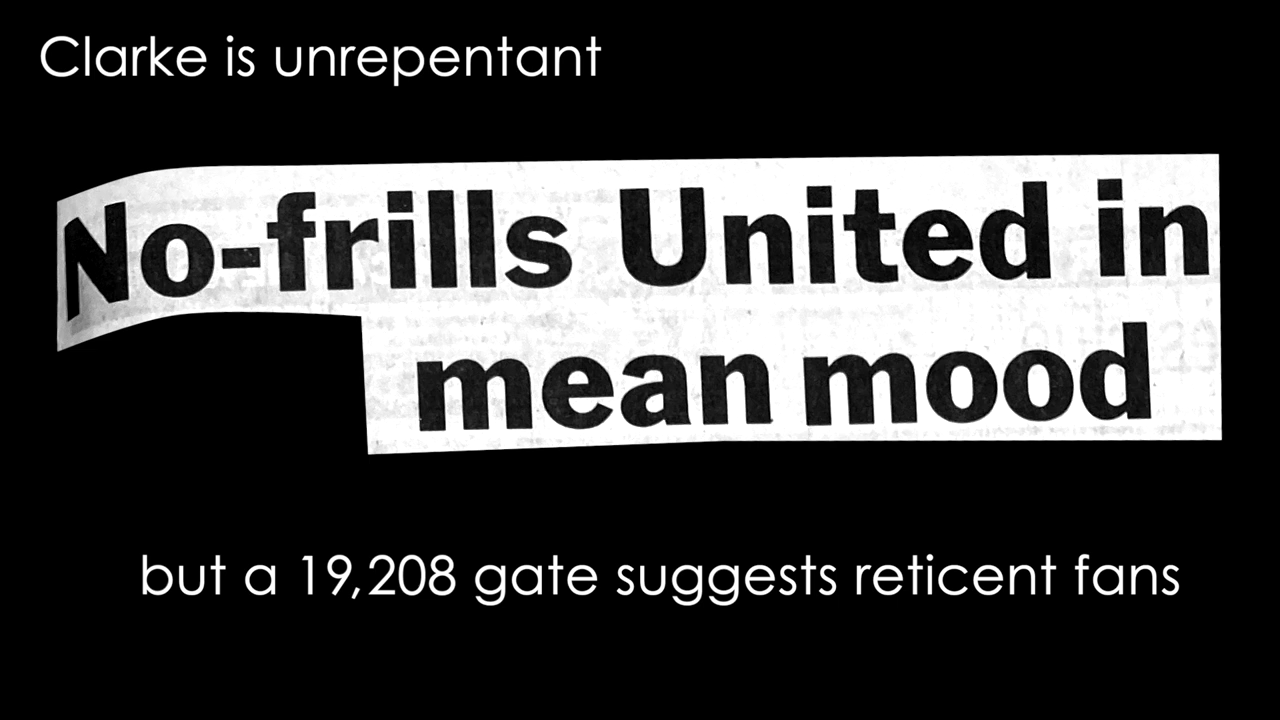 Clarke is unrepentant
No-frills United in
mean mood
but a 19,208 gate suggests reticent fans